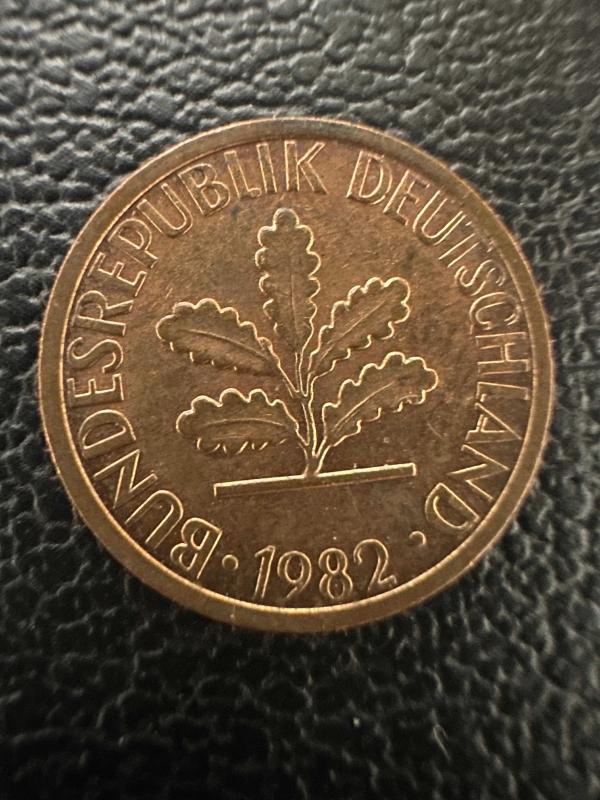 BUNDESREPUBLIK DEUTSCHLAND
· 1982 ·